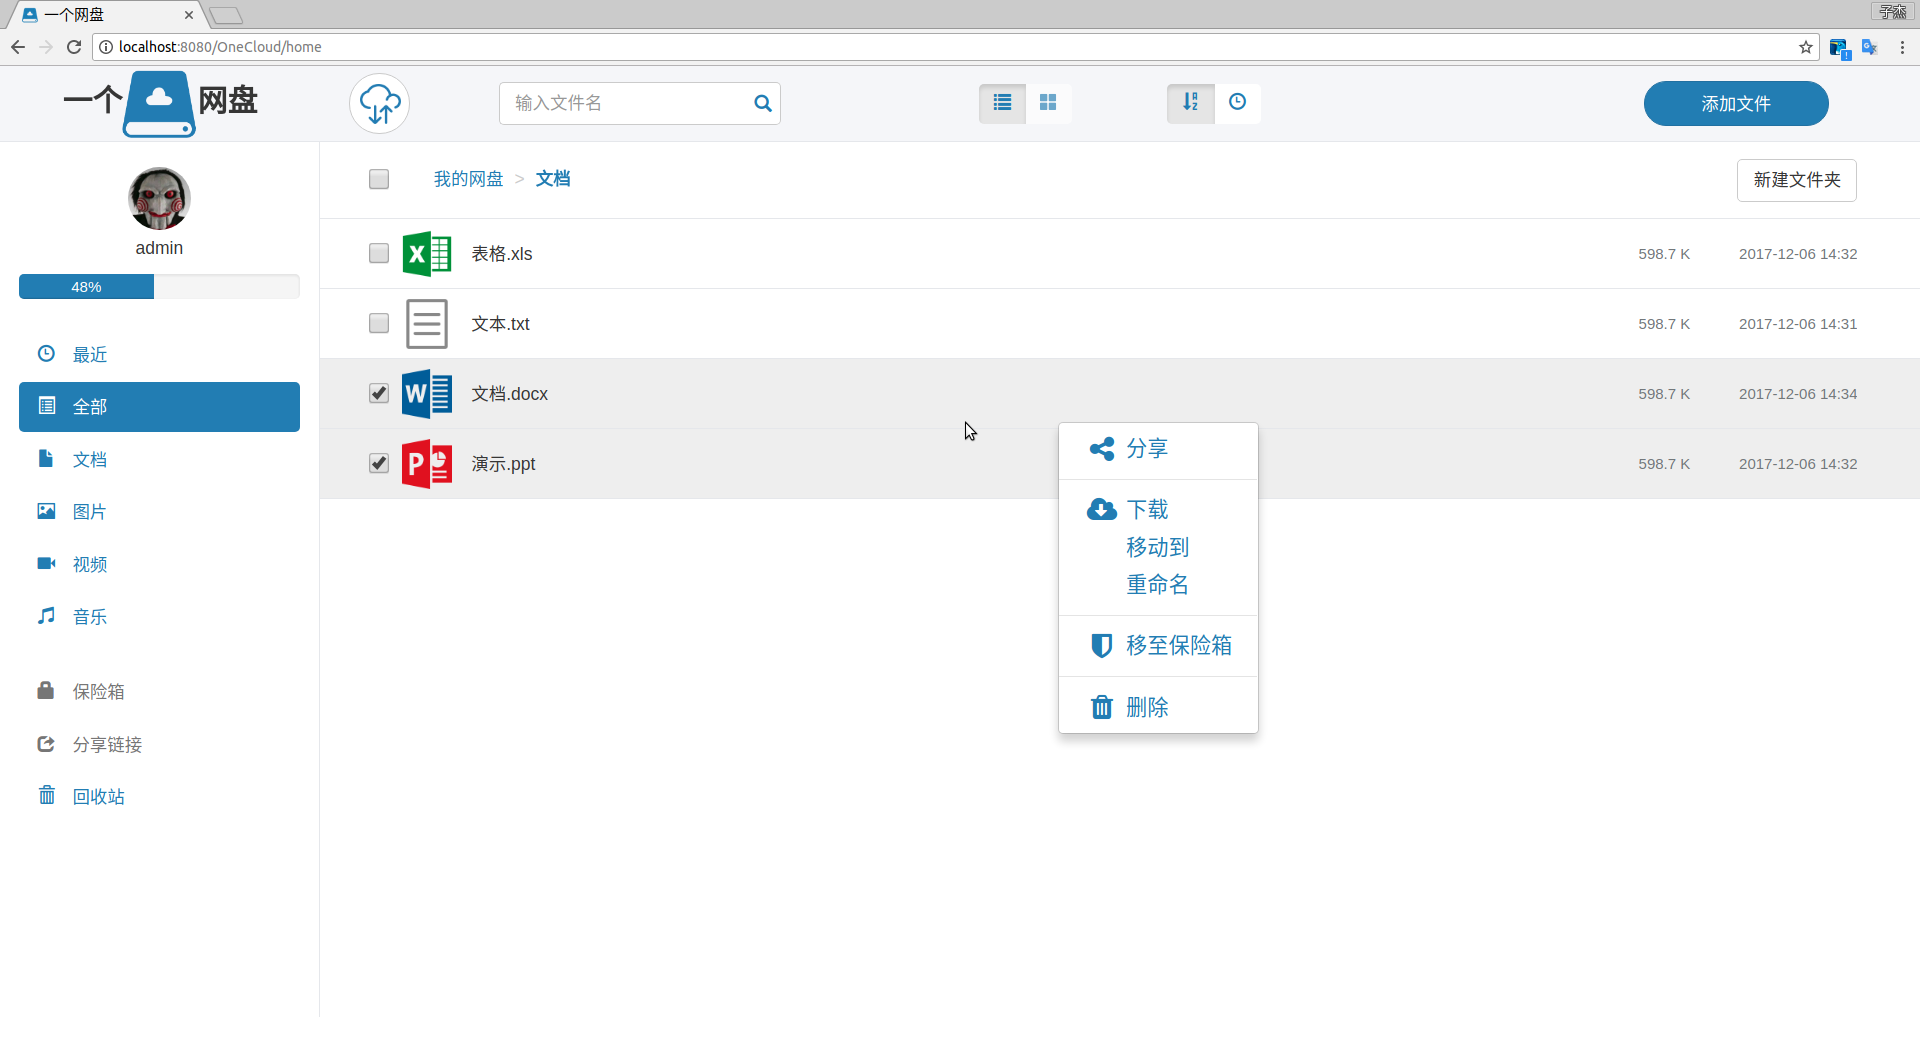 一个网盘
子杰
localhost:8080/OneCloud/home
一个网盘
输入文件名
添加文件
admin
48%
最近
全部
文档
图片
视频
音乐
保险箱
分享链接
回收站
我的网盘 > 文档
新建文件夹
表格.xls 598.7 K 2017-12-06 14:32
文本.txt 598.7 K 2017-12-06 14:31
文档.docx 598.7 K 2017-12-06 14:34
演示.ppt 598.7 K 2017-12-06 14:32
分享
下载
移动到
重命名
移至保险箱
删除